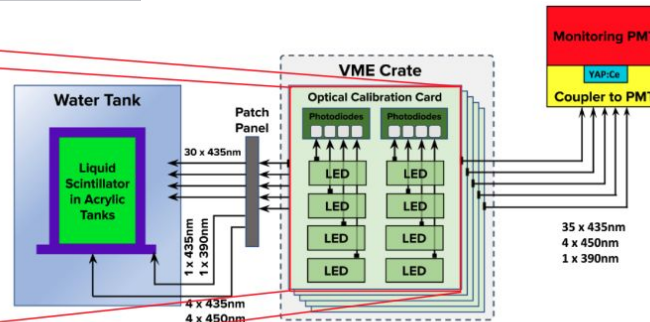 VME Crate
Optical Calibration Card
Photodiodes
Photodiodes
LED
LED
LED
LED
LED
LED
LED
LED
Water Tank
Patch
Panel
30 x 435nm
Liquid
Scintillator
in Acrylic
Tanks
1 x 435nm
1 x 390nm
4 x 435nm
4 x 450nm
Monitoring PMT
YAP:Ce
Coupler to PMT
35 x 435nm
4 x 450nm
1 x 390nm